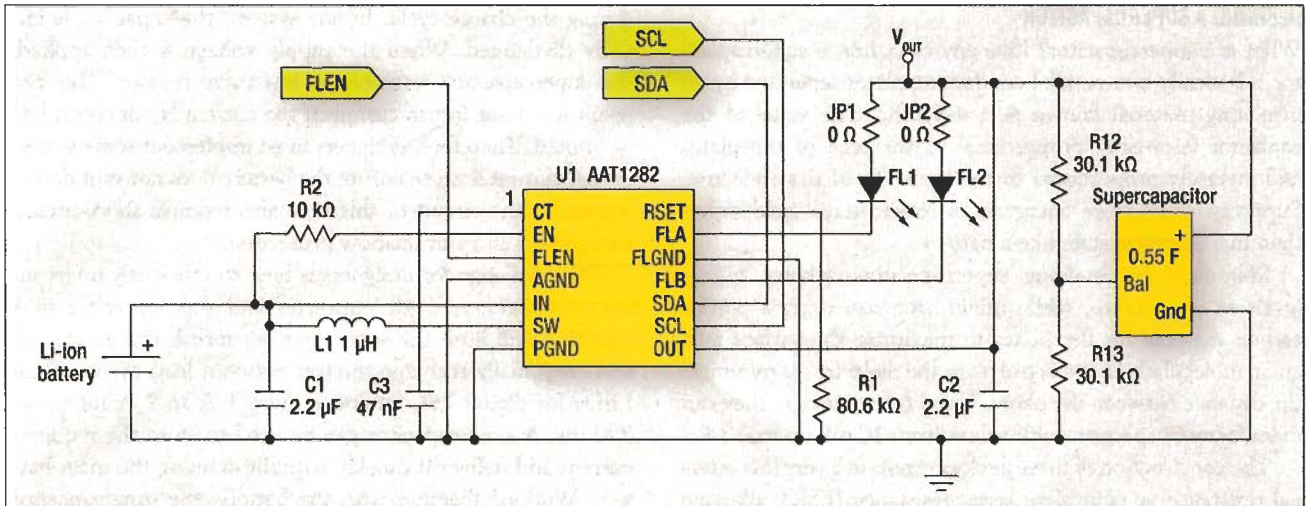 SCL
SDA
FLEN
VOUT
JP1
0 Ω
JP2
0 Ω
R12
30.1 kΩ
Supercapacitor
U1 AAT1282
R2
10 kΩ
1
CT
EN
FLEN
AGND
IN
SW
PGND
RSET
FLA
FLGND
FLB
SDA
SCL
OUT
FL1
FL2
+
0.55 F
Bal
Gnd
L1 1 µH
Li-ion
battery
+
C1
2.2 µF
C3
47 nF
R1
80.6 kΩ
C2
2.2 µF
R13
30.1 kΩ